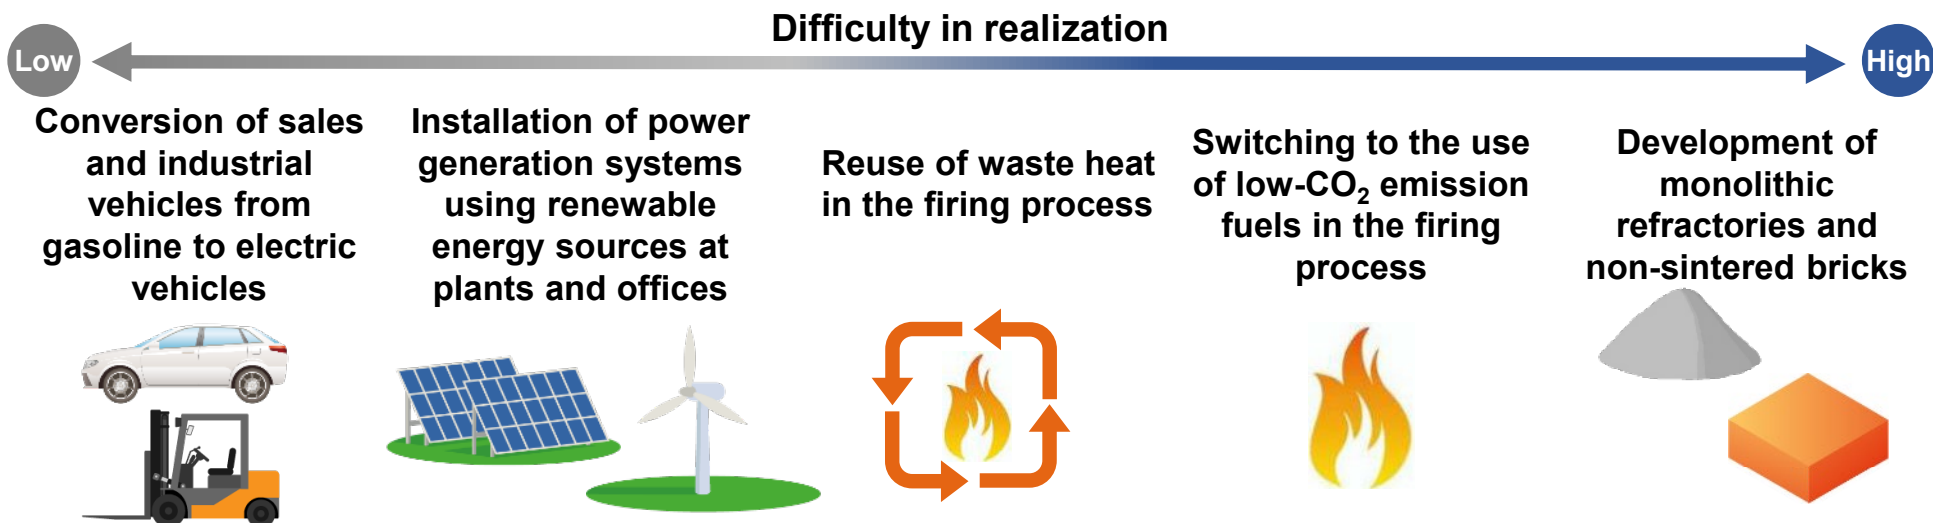 Difficulty in realization
Low
High
Conversion of sales
and industrial
vehicles from
gasoline to electric
vehicles
Installation of power
generation systems
using renewable
energy sources at
plants and offices
Reuse of waste heat
in the firing process
Switching to the use
of low-CO₂ emission
fuels in the firing
process
Development of
monolithic
refractories and
non-sintered bricks